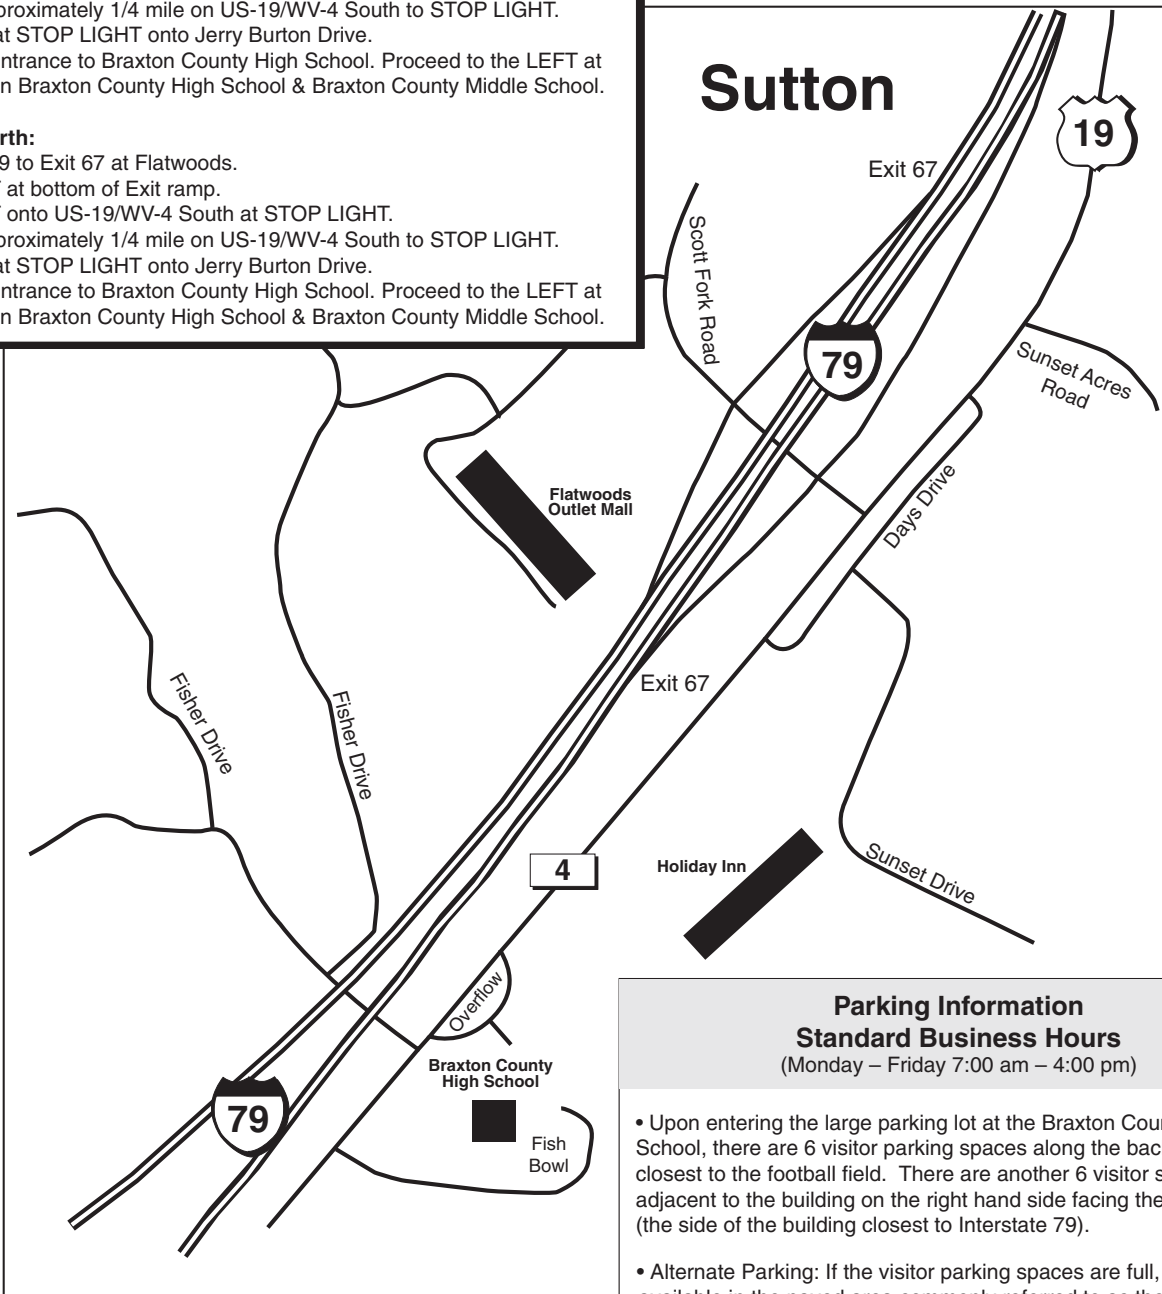 proximately 1/4 mile on US-19/WV-4 South to STOP LIGHT.
at STOP LIGHT onto Jerry Burton Drive.
ntrance to Braxton County High School. Proceed to the LEFT at
n Braxton County High School & Braxton County Middle School.
rth:
9 to Exit 67 at Flatwoods.
at bottom of Exit ramp.
onto US-19/WV-4 South at STOP LIGHT.
proximately 1/4 mile on US-19/WV-4 South to STOP LIGHT.
at STOP LIGHT onto Jerry Burton Drive.
ntrance to Braxton County High School. Proceed to the LEFT at
n Braxton County High School & Braxton County Middle School.
Sutton
19
Exit 67
Scott Fork Road
79
Sunset Acres
Road
Flatwoods
Outlet Mall
Days Drive
Fisher Drive
Fisher Drive
Exit 67
4
Holiday Inn
Sunset Drive
Overflow
Braxton County
High School
79
Fish
Bowl
Parking Information
Standard Business Hours
(Monday – Friday 7:00 am – 4:00 pm)
• Upon entering the large parking lot at the Braxton Cou
School, there are 6 visitor parking spaces along the bac
closest to the football field. There are another 6 visitor s
adjacent to the building on the right hand side facing the
(the side of the building closest to Interstate 79).
• Alternate Parking: If the visitor parking spaces are full,